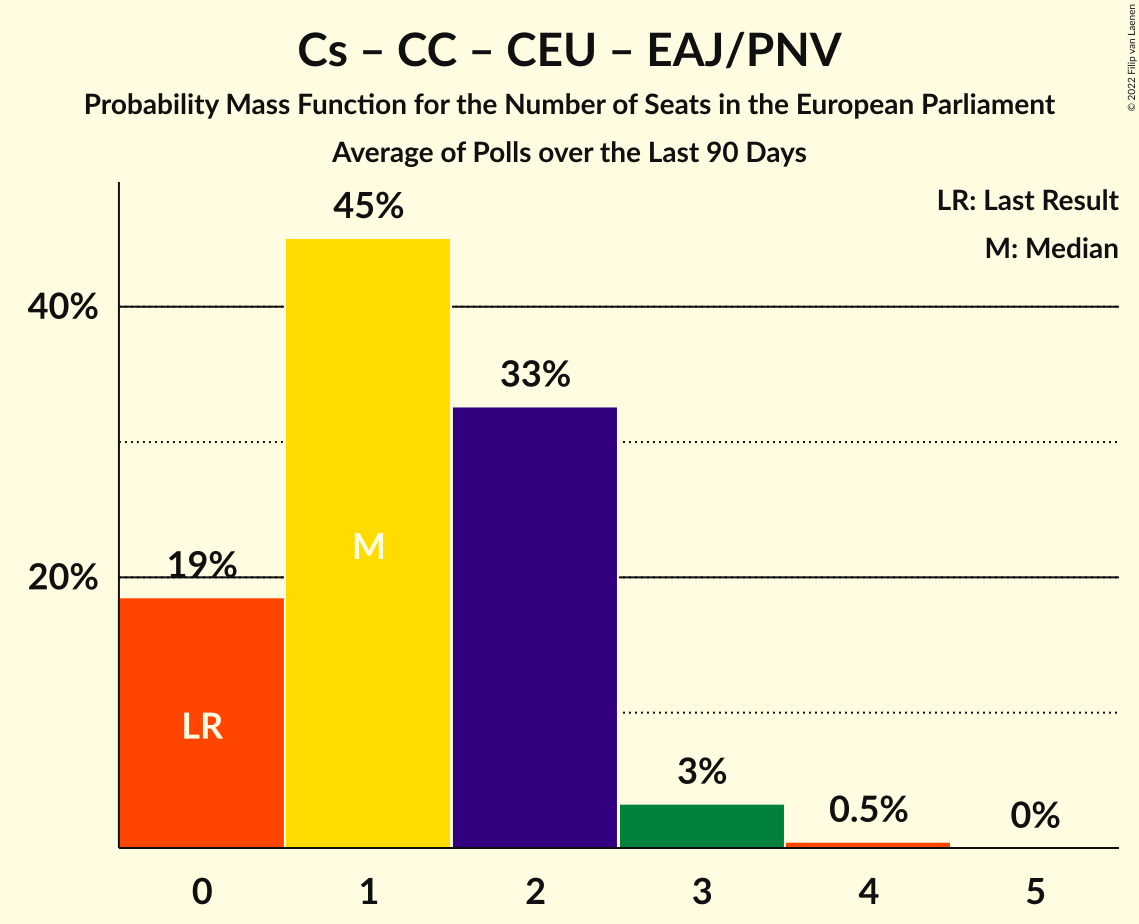 Cs – CC – CEU – EAJ/PNV
Probability Mass Function for the Number of Seats in the European Parliament
Average of Polls over the Last 90 Days
© 2022 Filip van Laenen
LR: Last Result
M: Median
45%
40%
33%
19%
20%
M
LR
3%
0.5%
0%
0 1 2 3 4 5